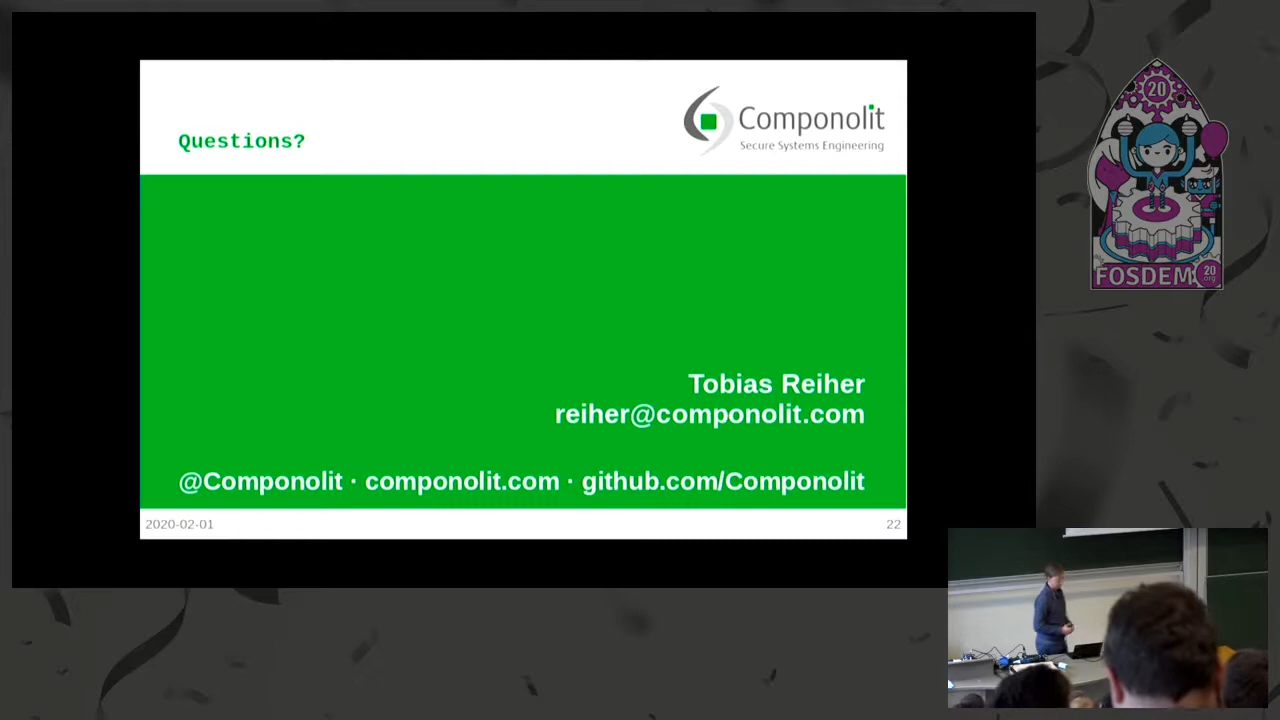 Questions?
Componolit
Secure Systems Engineering
Tobias Reiher
reiher@componolit.com
@Componolit · componolit.com · github.com/Componolit
2020-02-01
22
20
FOSDEM
20
.org